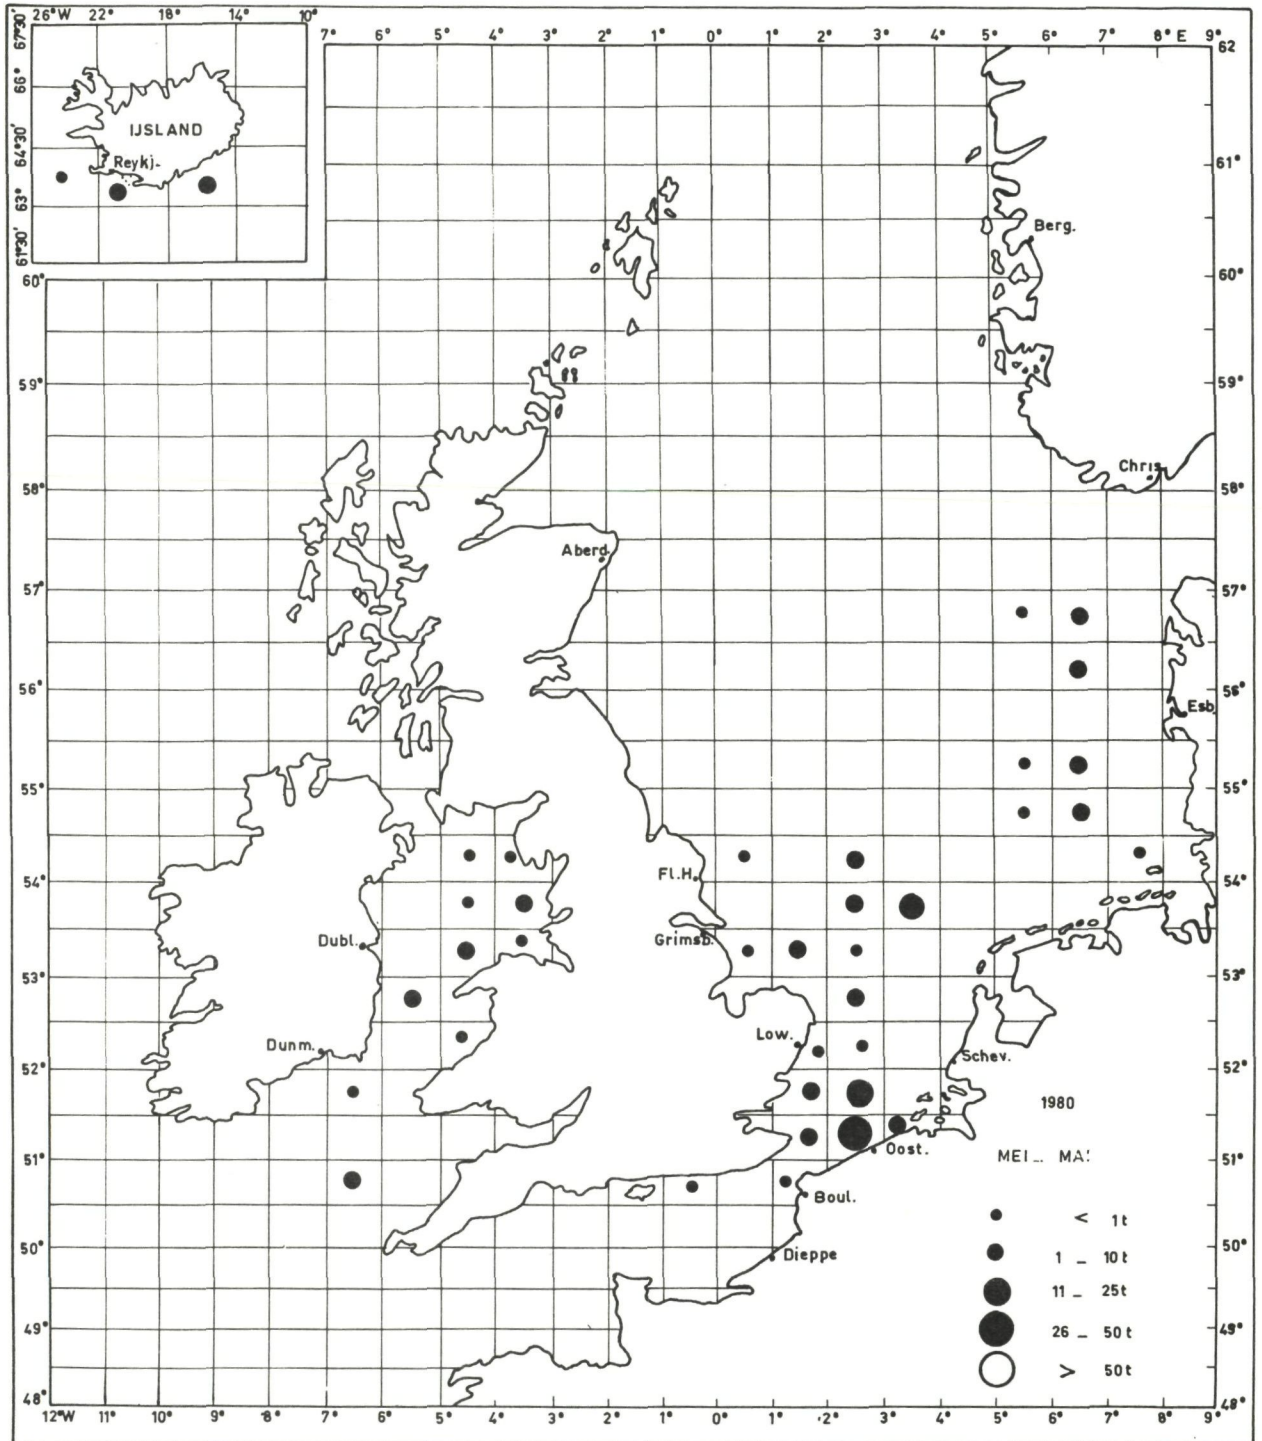 26°W 22° 18° 14° 10°
7° 6° 5° 4° 3° 2° 1° 0° 1° 2° 3° 4° 5° 6° 7° 8° E 9°
67°30'
66°
64°30'
63°
61°30'
IJSLAND
Reykj-
62
61°
60°
60°
59°
59°
58°
58°
57°
57°
56°
56°
55°
55°
54°
54°
53°
53°
52°
52°
51°
51°
50°
50°
49°
49°
48°
48°
Berg.
Chris.
Aberd.
Esb.
Fl.H.
Dubl.
Grimsb.
Low.
Dunm.
Schev.
Oost.
Boul.
Dieppe
1980
MEI _
< 1t
1 _ 10t
11 _ 25t
26 _ 50t
> 50t
12°W 11° 10° 9° 8° 7° 6° 5° 4° 3° 2° 1° 0° 1° 2° 3° 4° 5° 6° 7° 8° 9°